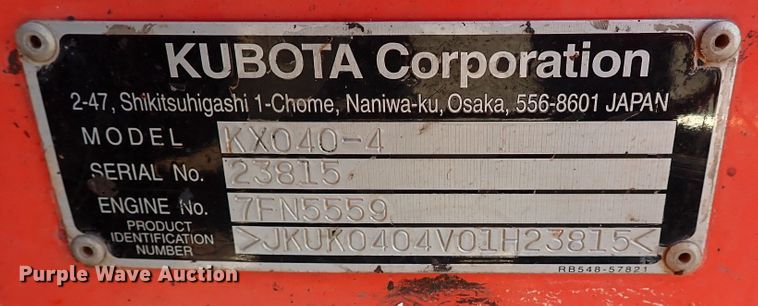 KUBOTA Corporation
2-47, Shikitsuhigashi 1-Chome, Naniwa-ku, Osaka, 556-8601 JAPAN
MODEL KX040-4
SERIAL No. 23815
ENGINE No. 7FN5559
PRODUCT IDENTIFICATION NUMBER >JKUK0404V01H23815<
RB548-57821
Purple Wave Auction